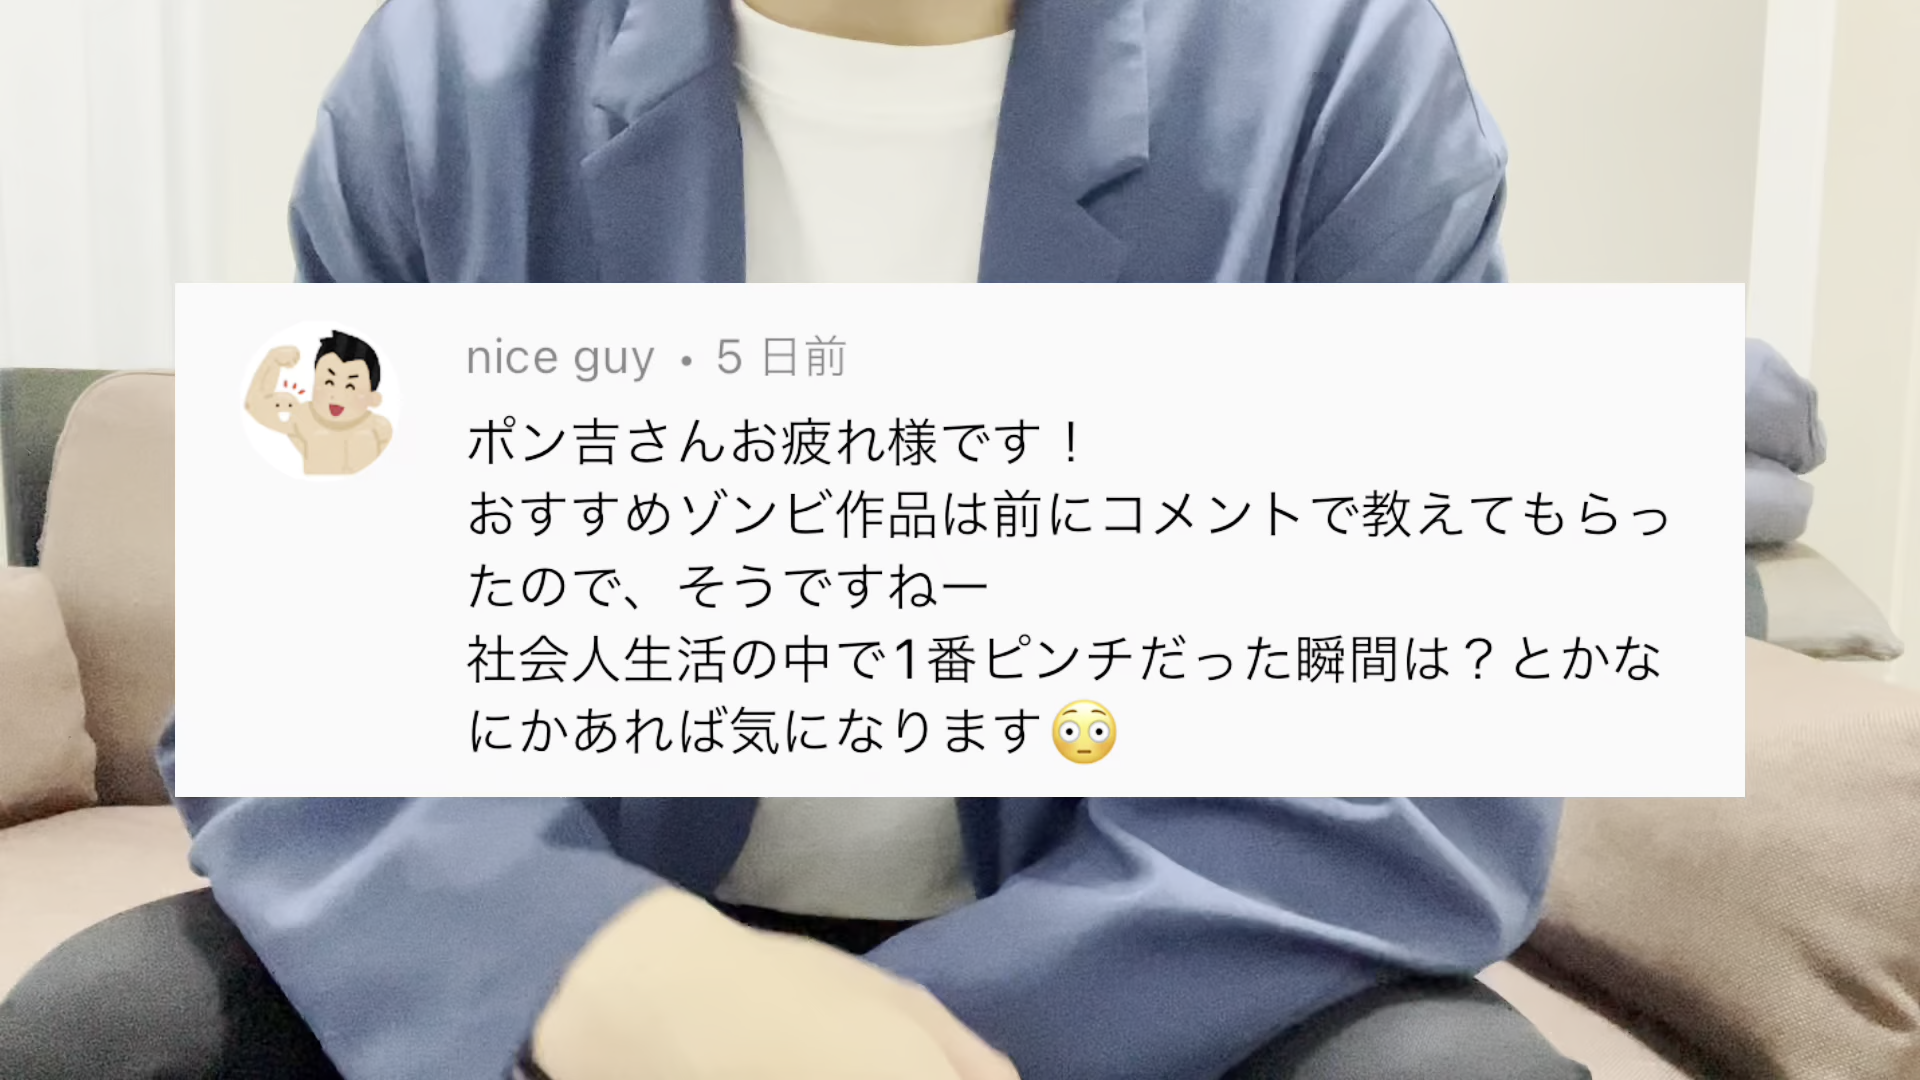 nice guy • 5 日前
ポン吉さんお疲れ様です！
おすすめゾンビ作品は前にコメントで教えてもらっ
たので、そうですねー
社会人生活の中で1番ピンチだった瞬間は？とかな
にかあれば気になります😳